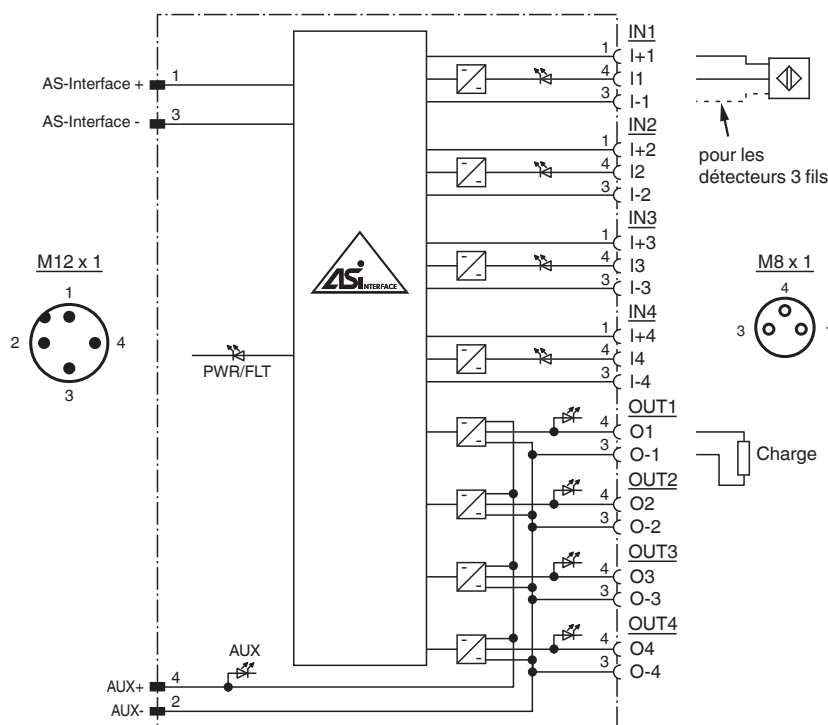 AS-Interface +
1
AS-Interface -
3
IN1
1 I+1
4 I1
3 I-1
pour les
détecteurs 3 fils
IN2
1 I+2
4 I2
3 I-2
IN3
1 I+3
4 I3
3 I-3
IN4
1 I+4
4 I4
3 I-4
ASi
INTERFACE
M12 x 1
1
2
4
3
M8 x 1
4
3
1
PWR/FLT
OUT1
4 O1
3 O-1
Charge
OUT2
4 O2
3 O-2
OUT3
4 O3
3 O-3
OUT4
4 O4
3 O-4
AUX
AUX+ 4
AUX- 2